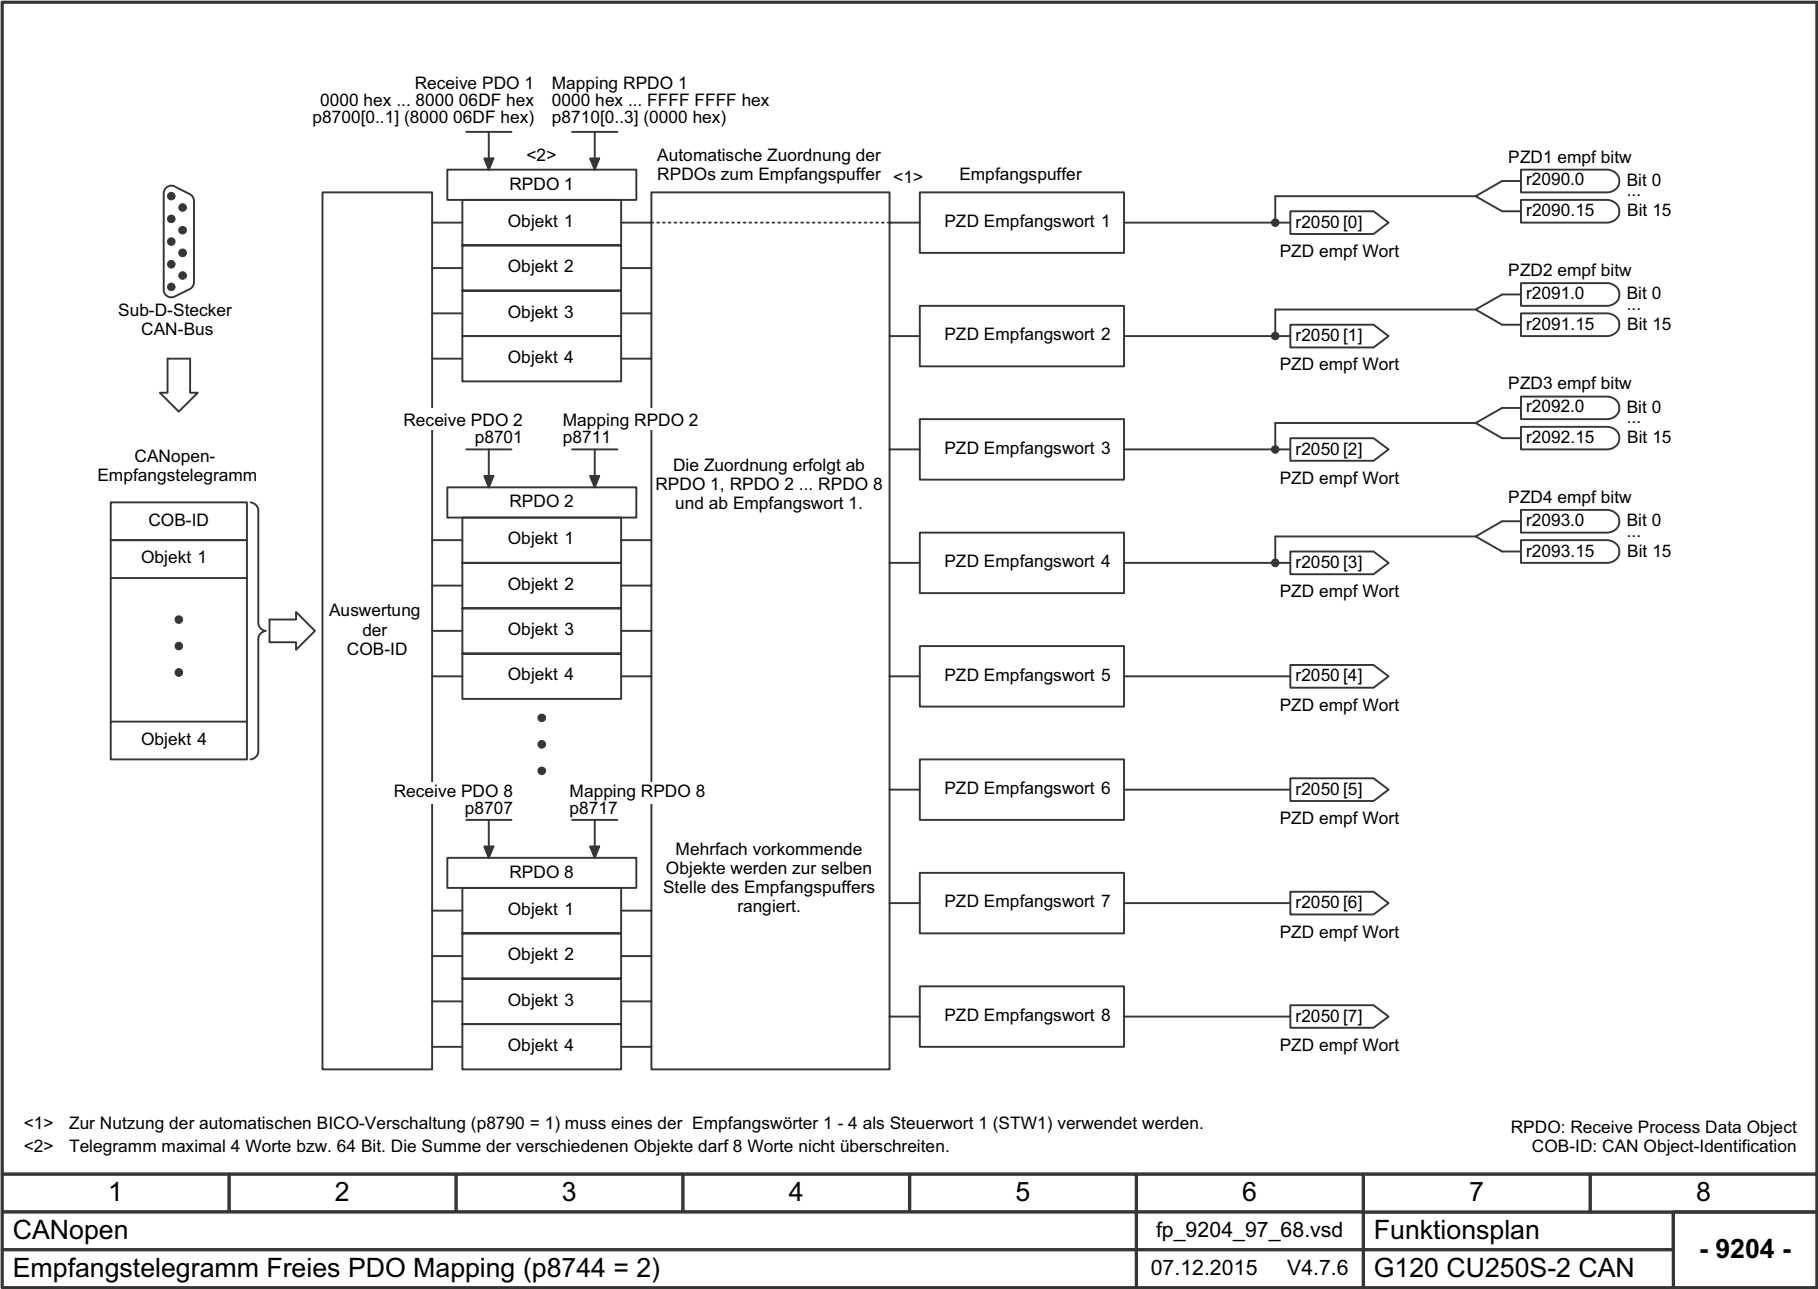 Receive PDO 1
0000 hex ... 8000 06DF hex
p8700[0..1] (8000 06DF hex)
Mapping RPDO 1
0000 hex ... FFFF FFFF hex
p8710[0..3] (0000 hex)
<2>
RPDO 1
Objekt 1
Objekt 2
Objekt 3
Objekt 4
Automatische Zuordnung der
RPDOs zum Empfangspuffer
<1>
Empfangspuffer
Sub-D-Stecker
CAN-Bus
CANopen-
Empfangstelegramm
COB-ID
Objekt 1
Objekt 4
Auswertung
der
COB-ID
Receive PDO 2
p8701
Mapping RPDO 2
p8711
RPDO 2
Objekt 1
Objekt 2
Objekt 3
Objekt 4
Receive PDO 8
p8707
Mapping RPDO 8
p8717
RPDO 8
Objekt 1
Objekt 2
Objekt 3
Objekt 4
Die Zuordnung erfolgt ab
RPDO 1, RPDO 2 ... RPDO 8
und ab Empfangswort 1.
Mehrfach vorkommende
Objekte werden zur selben
Stelle des Empfangspuffers
rangiert.
PZD Empfangswort 1
r2050 [0]
PZD empf Wort
PZD1 empf bitw
r2090.0 Bit 0
...
r2090.15 Bit 15
PZD Empfangswort 2
r2050 [1]
PZD empf Wort
PZD2 empf bitw
r2091.0 Bit 0
...
r2091.15 Bit 15
PZD Empfangswort 3
r2050 [2]
PZD empf Wort
PZD3 empf bitw
r2092.0 Bit 0
...
r2092.15 Bit 15
PZD Empfangswort 4
r2050 [3]
PZD empf Wort
PZD4 empf bitw
r2093.0 Bit 0
...
r2093.15 Bit 15
PZD Empfangswort 5
r2050 [4]
PZD empf Wort
PZD Empfangswort 6
r2050 [5]
PZD empf Wort
PZD Empfangswort 7
r2050 [6]
PZD empf Wort
PZD Empfangswort 8
r2050 [7]
PZD empf Wort
<1> Zur Nutzung der automatischen BICO-Verschaltung (p8790 = 1) muss eines der Empfangswörter 1 - 4 als Steuerwort 1 (STW1) verwendet werden.
<2> Telegramm maximal 4 Worte bzw. 64 Bit. Die Summe der verschiedenen Objekte darf 8 Worte nicht überschreiten.
RPDO: Receive Process Data Object
COB-ID: CAN Object-Identification
1 2 3 4 5 6 7 8
CANopen
fp_9204_97_68.vsd
Funktionsplan
- 9204 -
Empfangstelegramm Freies PDO Mapping (p8744 = 2)
07.12.2015 V4.7.6
G120 CU250S-2 CAN